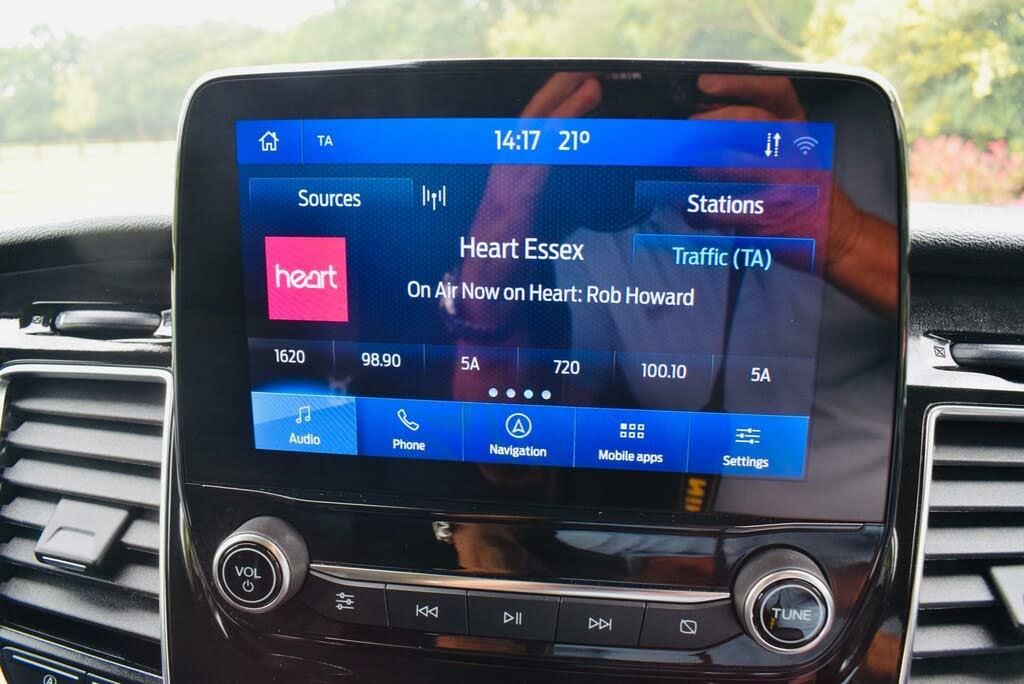 TA
14:17 21º
Sources
Stations
heart
Heart Essex
Traffic (TA)
On Air Now on Heart: Rob Howard
1620
98.90
5A
720
100.10
5A
Audio
Phone
Navigation
Mobile apps
Settings
VOL
TUNE